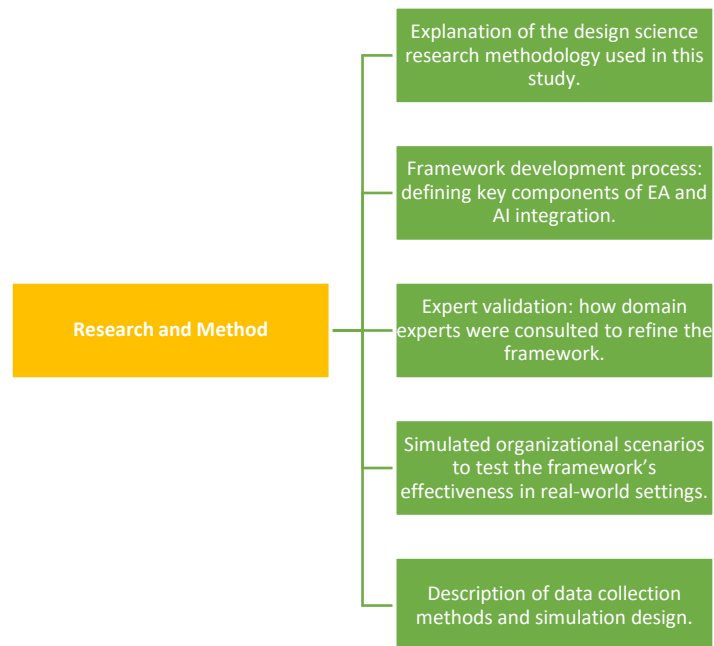 Explanation of the design science
research methodology used in this
study.
Framework development process:
defining key components of EA and
AI integration.
Research and Method
Expert validation: how domain
experts were consulted to refine the
framework.
Simulated organizational scenarios
to test the framework’s
effectiveness in real-world settings.
Description of data collection
methods and simulation design.